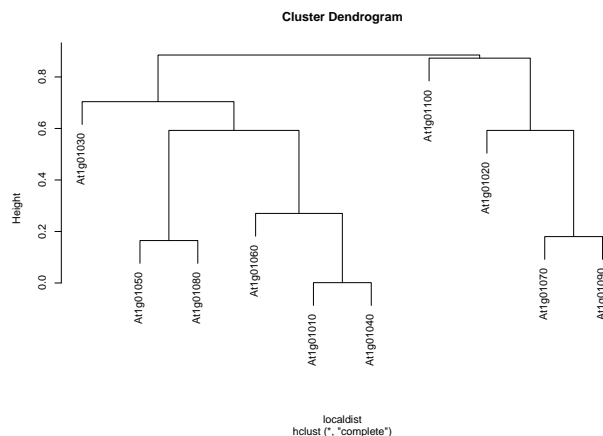 Cluster Dendrogram
Height
0.0
0.2
0.4
0.6
0.8
At1g01030
At1g01050
At1g01080
At1g01060
At1g01010
At1g01040
At1g01100
At1g01020
At1g01070
At1g01090
localdist
hclust (*, "complete")